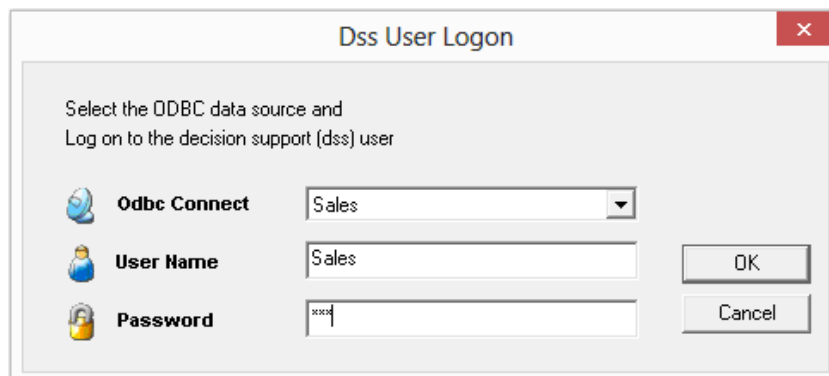 Dss User Logon
Select the ODBC data source and
Log on to the decision support (dss) user
Odbc Connect
Sales
User Name
Sales
OK
Password
***
Cancel